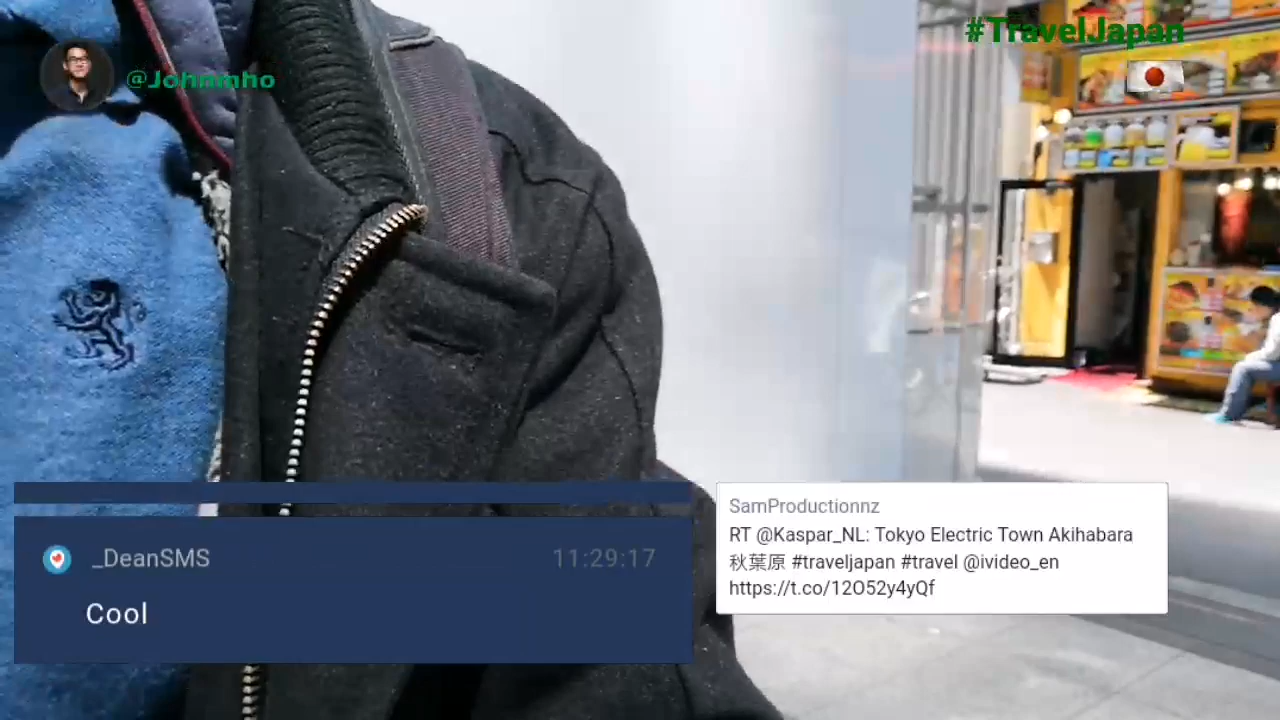 #TravelJapan
@Johnmho
_DeanSMS
11:29:17
Cool
SamProductionnz
RT @Kaspar_NL: Tokyo Electric Town Akihabara
秋葉原 #traveljapan #travel @ivideo_en
https://t.co/12O52y4yQf